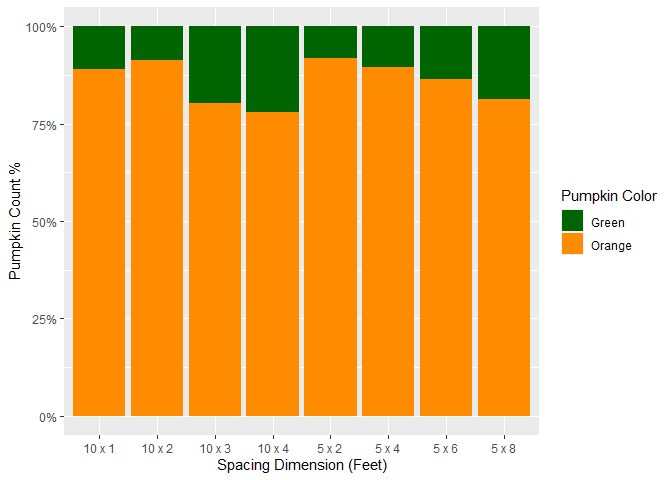 100%
75%
50%
25%
0%
Pumpkin Count %
10 x 1
10 x 2
10 x 3
10 x 4
5 x 2
5 x 4
5 x 6
5 x 8
Spacing Dimension (Feet)
Pumpkin Color
Green
Orange